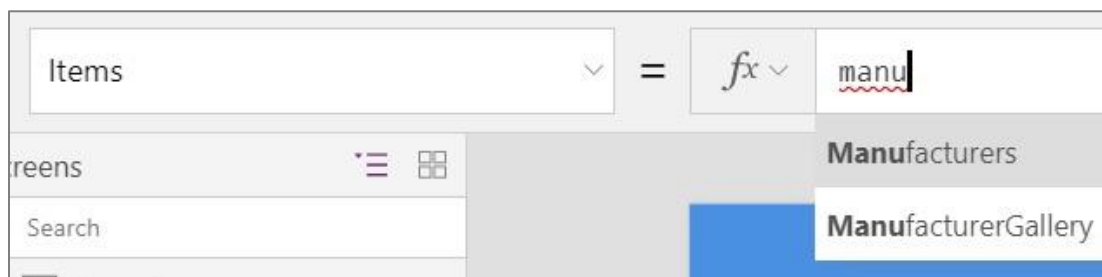 Items = fx manu
Manufacturers
reens
Search
ManufacturerGallery